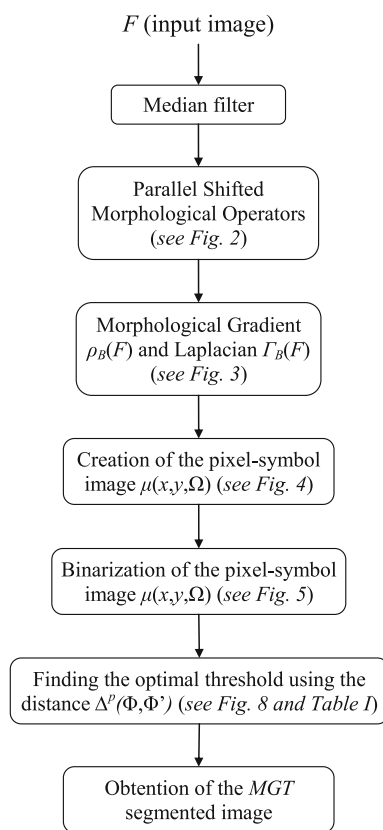 F (input image)
Median filter
Parallel Shifted
Morphological Operators
(see Fig. 2)
Morphological Gradient
ρB(F) and Laplacian ΓB(F)
(see Fig. 3)
Creation of the pixel-symbol
image μ(x,y,Ω) (see Fig. 4)
Binarization of the pixel-symbol
image μ(x,y,Ω) (see Fig. 5)
Finding the optimal threshold using the
distance Δᵖ(Φ,Φ’) (see Fig. 8 and Table I)
Obtention of the MGT
segmented image